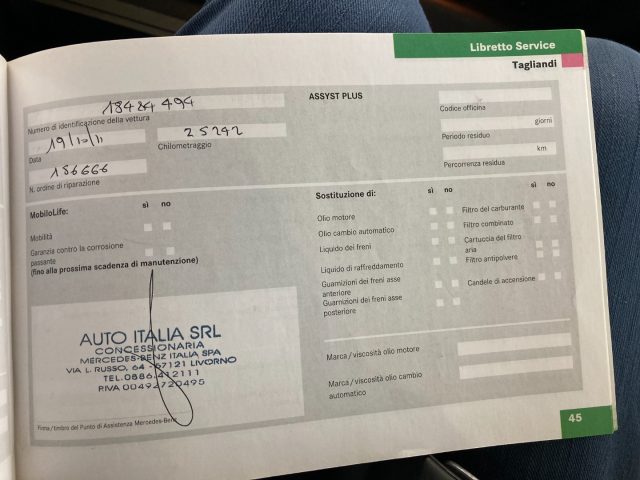 Libretto Service
Tagliandi
18484494
Numero di identificazione della vettura
19/10/11
Data
25242
Chilometraggio
156666
N. ordine di riparazione
ASSYST PLUS
Codice officina
giorni
Periodo residuo
km
Percorrenza residua
MobiloLife:
sì no
Mobilità
Garanzia contro la corrosione
passante
(fino alla prossima scadenza di manutenzione)
Sostituzione di:
sì no
Olio motore
Olio cambio automatico
Liquido dei freni
Liquido di raffreddamento
Guarnizioni dei freni asse
anteriore
Guarnizioni dei freni asse
posteriore
sì no
Filtro del carburante
Filtro combinato
Cartuccia del filtro
aria
Filtro antipolvere
Candele di accensione
AUTO ITALIA SRL
CONCESSIONARIA
MERCEDES-BENZ ITALIA SPA
VIA L. RUSSO, 64 - 57121 LIVORNO
TEL.0586 412111
P.IVA 00494720495
Firma/timbro del Punto di Assistenza Mercedes-Benz
Marca/viscosità olio motore
Marca/viscosità olio cambio
automatico
45